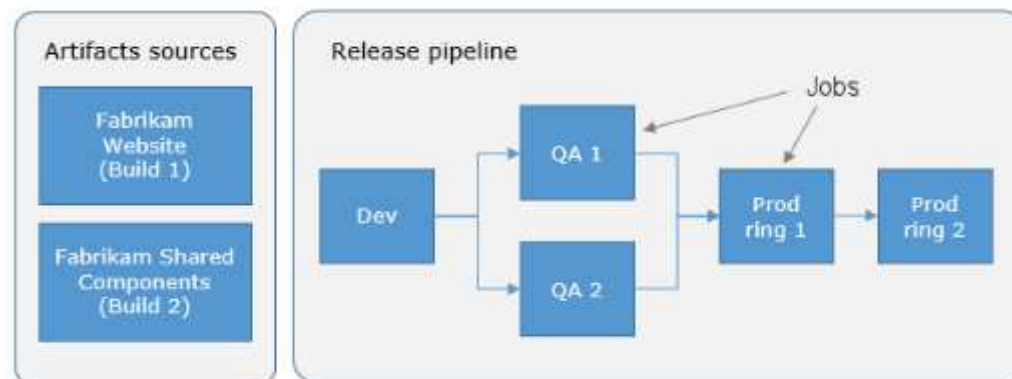 Artifacts sources
Fabrikam
Website
(Build 1)
Fabrikam Shared
Components
(Build 2)
Release pipeline
Jobs
Dev
QA 1
QA 2
Prod
ring 1
Prod
ring 2